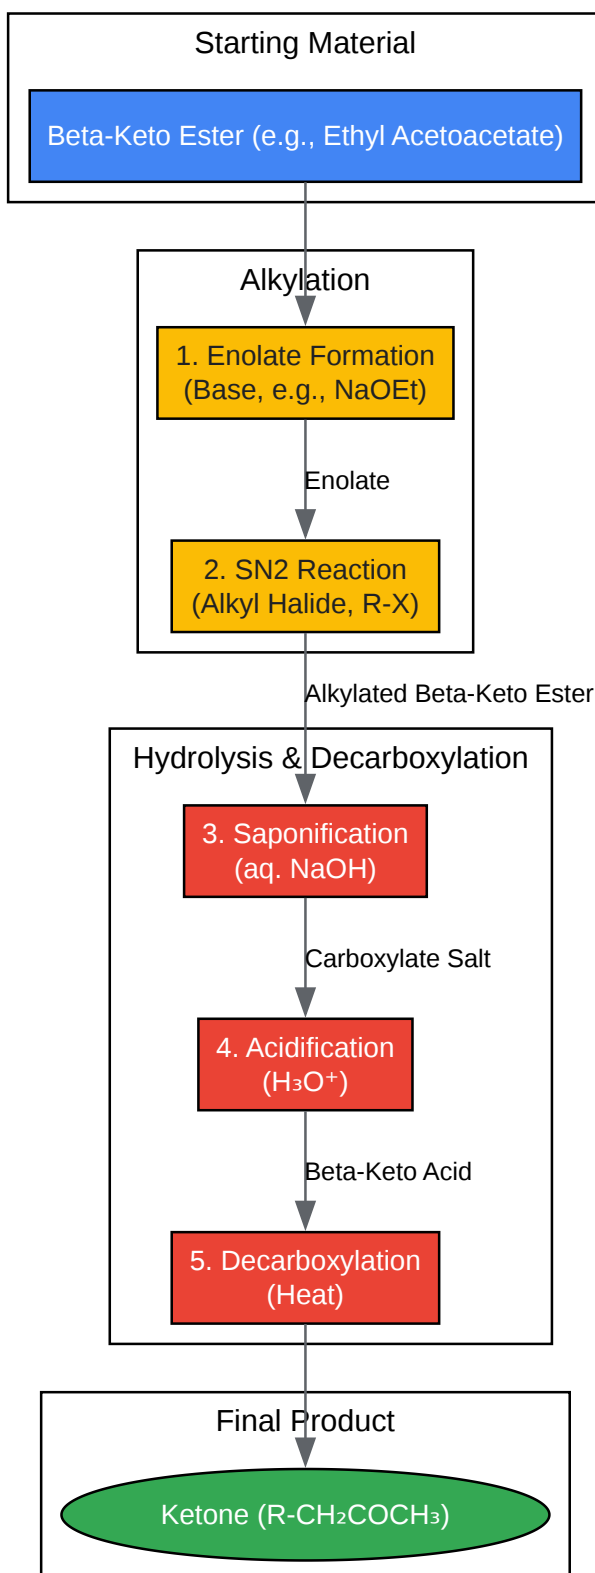 Starting Material
Beta-Keto Ester (e.g., Ethyl Acetoacetate)
Alkylation
1. Enolate Formation
(Base, e.g., NaOEt)
Enolate
2. SN2 Reaction
(Alkyl Halide, R-X)
Alkylated Beta-Keto Ester
Hydrolysis & Decarboxylation
3. Saponification
(aq. NaOH)
Carboxylate Salt
4. Acidification
(H₃O⁺)
Beta-Keto Acid
5. Decarboxylation
(Heat)
Final Product
Ketone (R-CH₂COCH₃)